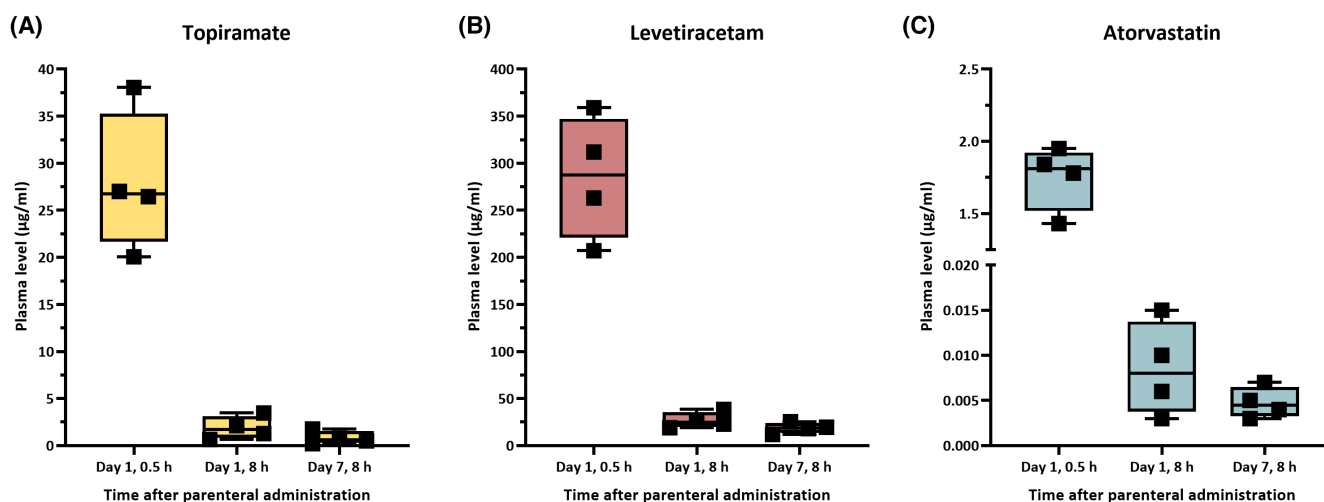 (A) Topiramate
Plasma level (µg/ml)
40
35
30
25
20
15
10
5
0
Day 1, 0.5 h Day 1, 8 h Day 7, 8 h
Time after parenteral administration
(B) Levetiracetam
Plasma level (µg/ml)
400
350
300
250
200
150
100
50
0
Day 1, 0.5 h Day 1, 8 h Day 7, 8 h
Time after parenteral administration
(C) Atorvastatin
Plasma level (µg/ml)
2.5
2.0
1.5
0.020
0.015
0.010
0.005
0.000
Day 1, 0.5 h Day 1, 8 h Day 7, 8 h
Time after parenteral administration